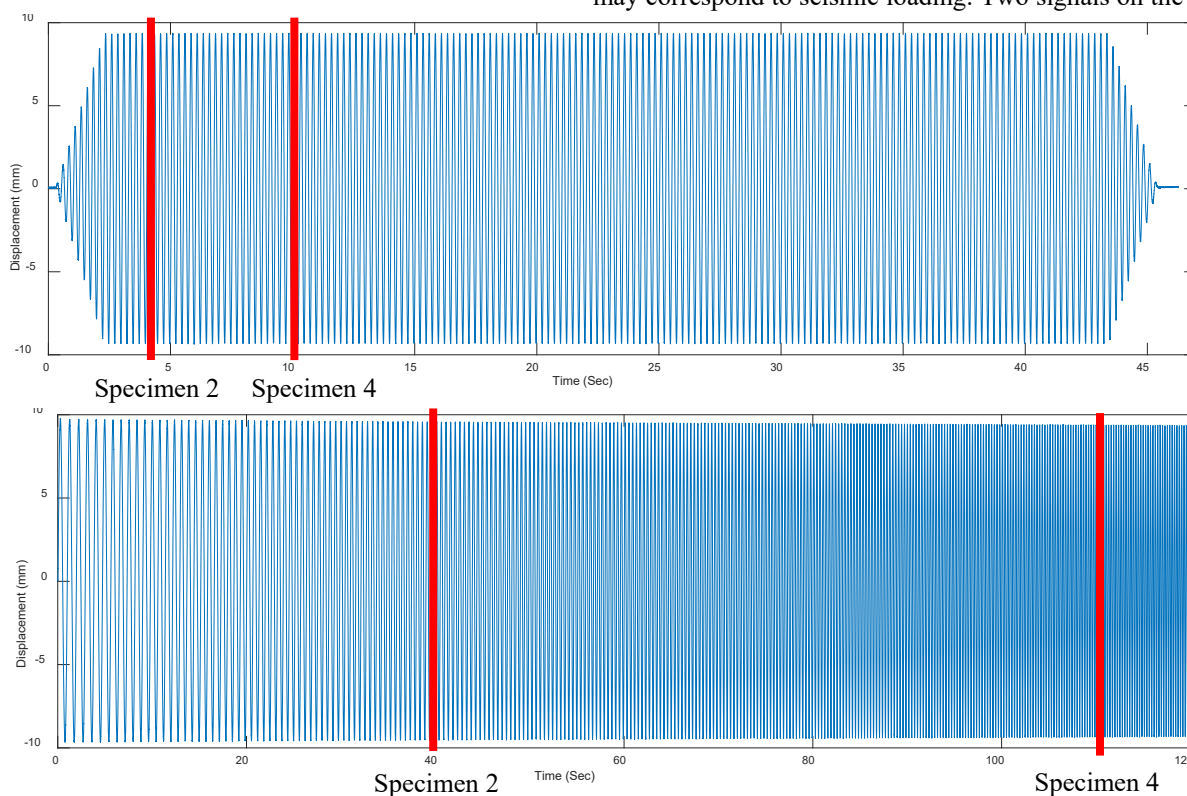 may correspond to seismic loading. Two signals on the
10
5
0
-5
-10
Displacement (mm)
0 5 10 15 20 25 30 35 40 45
Time (Sec)
Specimen 2 Specimen 4
10
5
0
-5
-10
Displacement (mm)
0 20 40 60 80 100 120
Time (Sec)
Specimen 2 Specimen 4